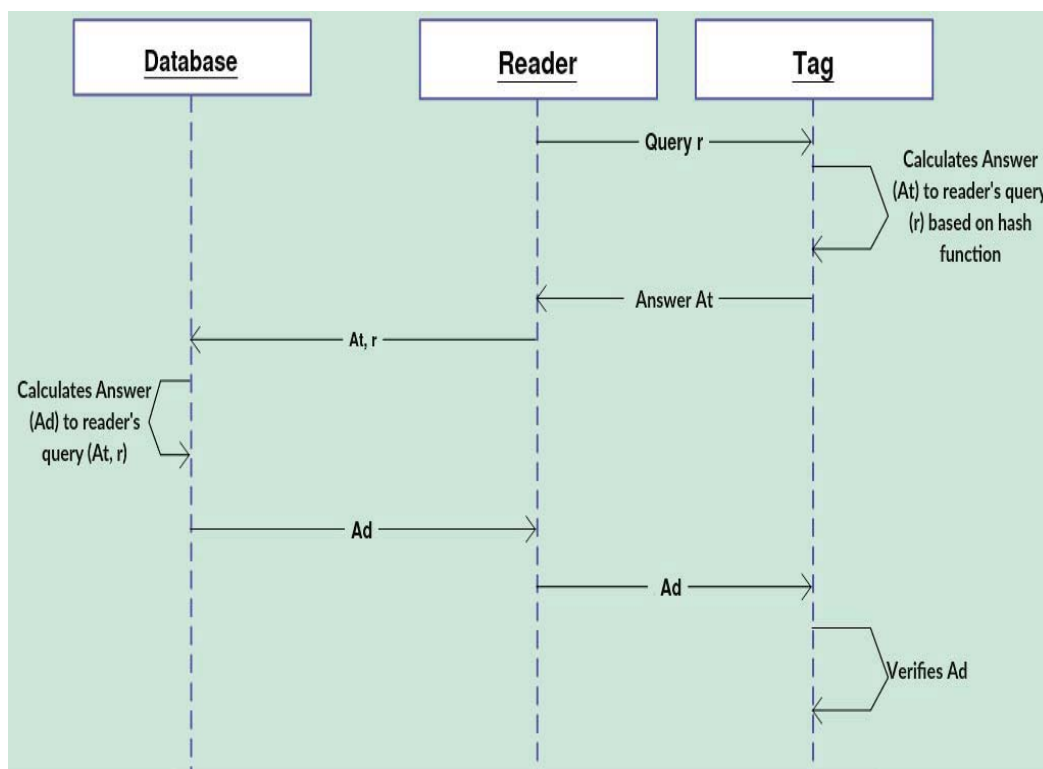 Database
Reader
Tag
Query r
Calculates Answer
(At) to reader's query
(r) based on hash
function
Answer At
At, r
Calculates Answer
(Ad) to reader's
query (At, r)
Ad
Ad
Verifies Ad